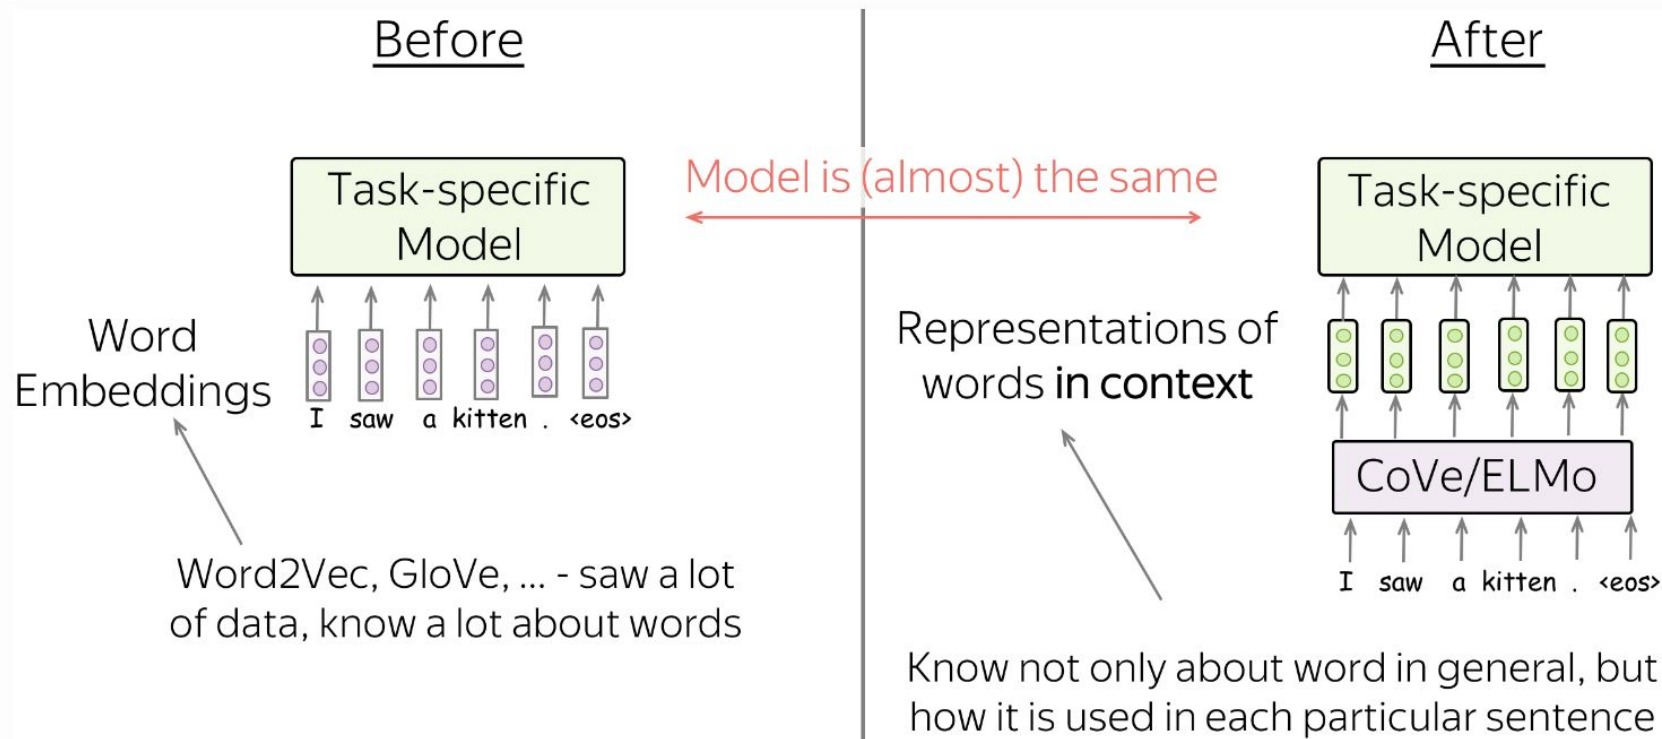 Before
Task-specific
Model
Word
Embeddings
I saw a kitten . <eos>
Word2Vec, GloVe, ... - saw a lot
of data, know a lot about words
Model is (almost) the same
After
Task-specific
Model
Representations of
words in context
CoVe/ELMo
I saw a kitten . <eos>
Know not only about word in general, but
how it is used in each particular sentence